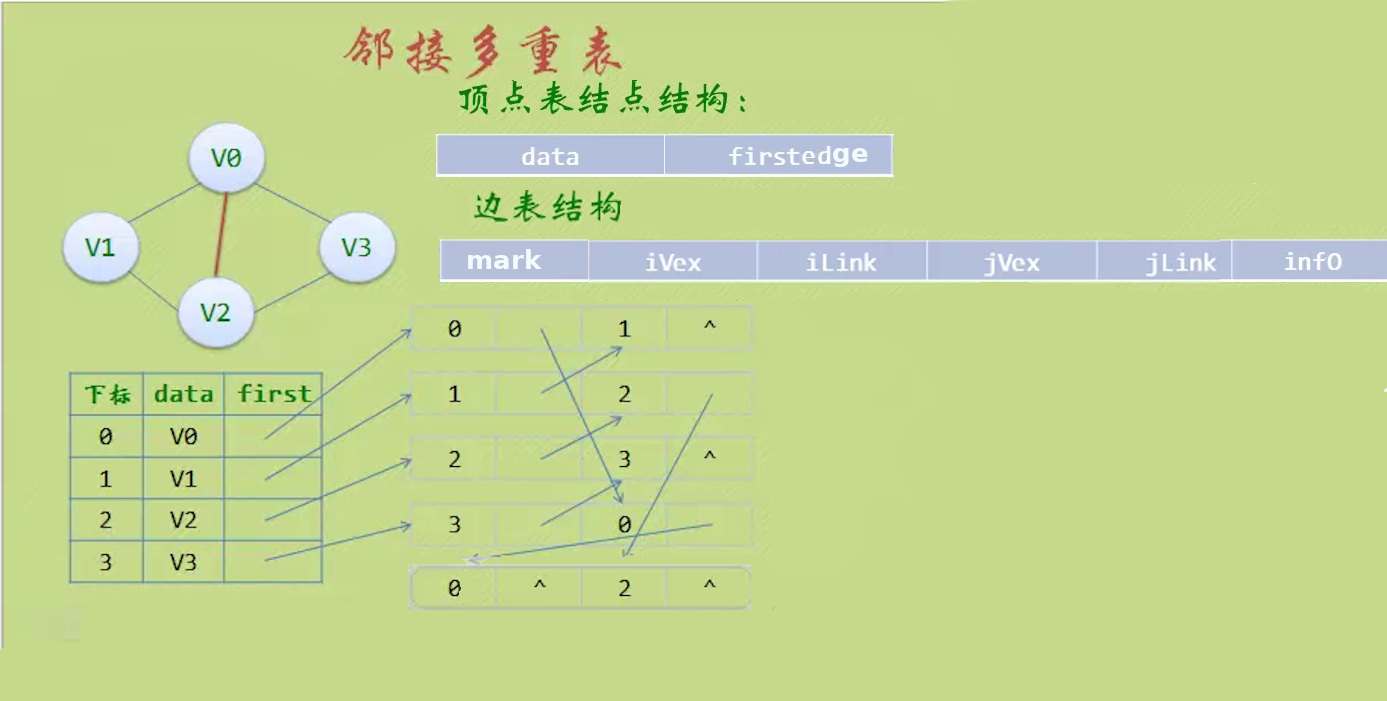 邻接多重表
顶点表结点结构：
data firstedge
边表结构
mark iVex iLink jVex jLink infO
V0
V1
V3
V2
0 1 ^
1 2
2 3 ^
3 0
0 ^ 2 ^
下标 data first
0 V0
1 V1
2 V2
3 V3